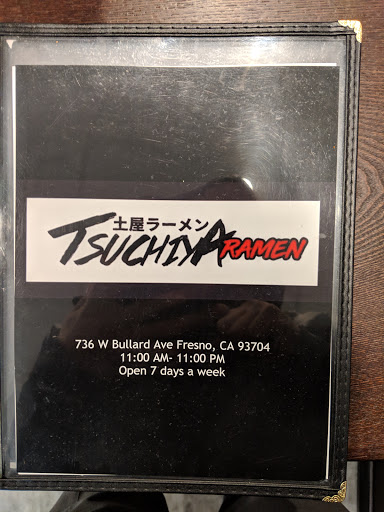 土屋ラーメン
TSUCHIYA RAMEN
736 W Bullard Ave Fresno, CA 93704
11:00 AM- 11:00 PM
Open 7 days a week